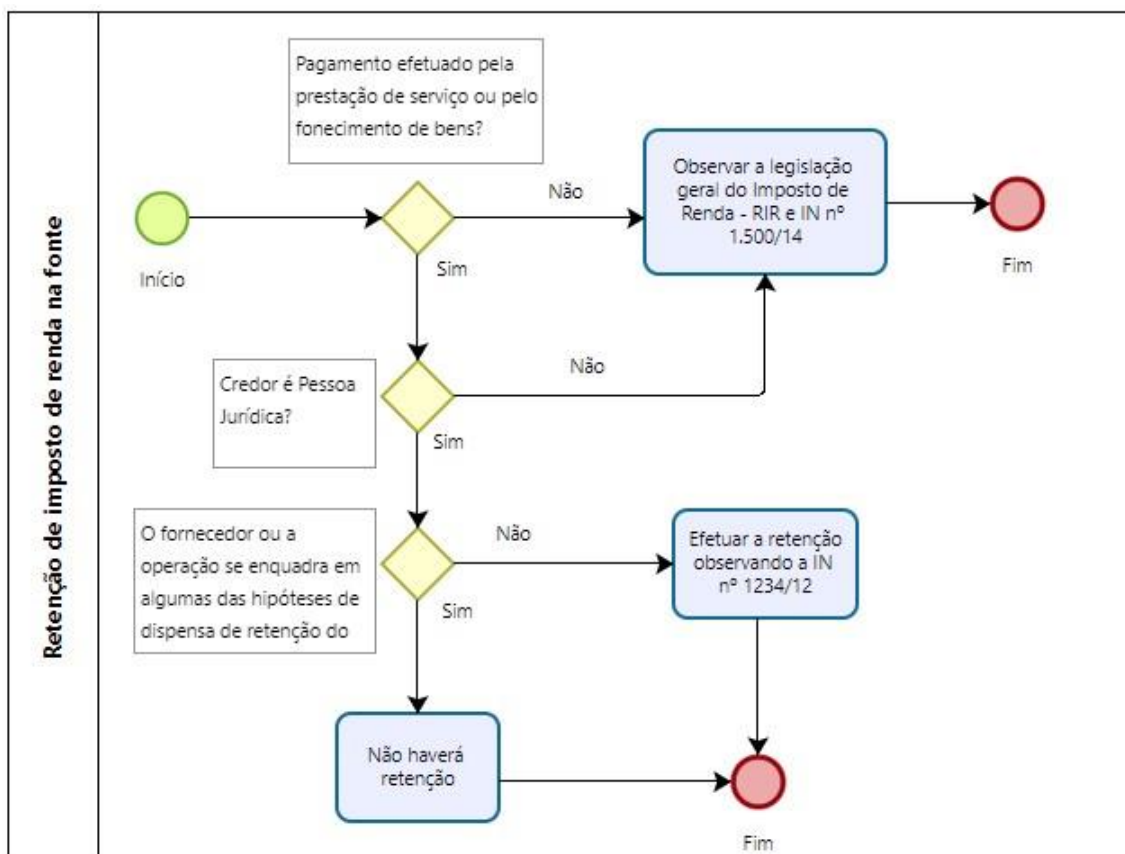 Retenção de imposto de renda na fonte
Pagamento efetuado pela
prestação de serviço ou pelo
fonecimento de bens?
Início
Não
Sim
Observar a legislação
geral do Imposto de
Renda - RIR e IN nº
1.500/14
Fim
Credor é Pessoa
Jurídica?
Não
Sim
O fornecedor ou a
operação se enquadra em
algumas das hipóteses de
dispensa de retenção do
Não
Sim
Efetuar a retenção
observando a IN
nº 1234/12
Não haverá
retenção
Fim